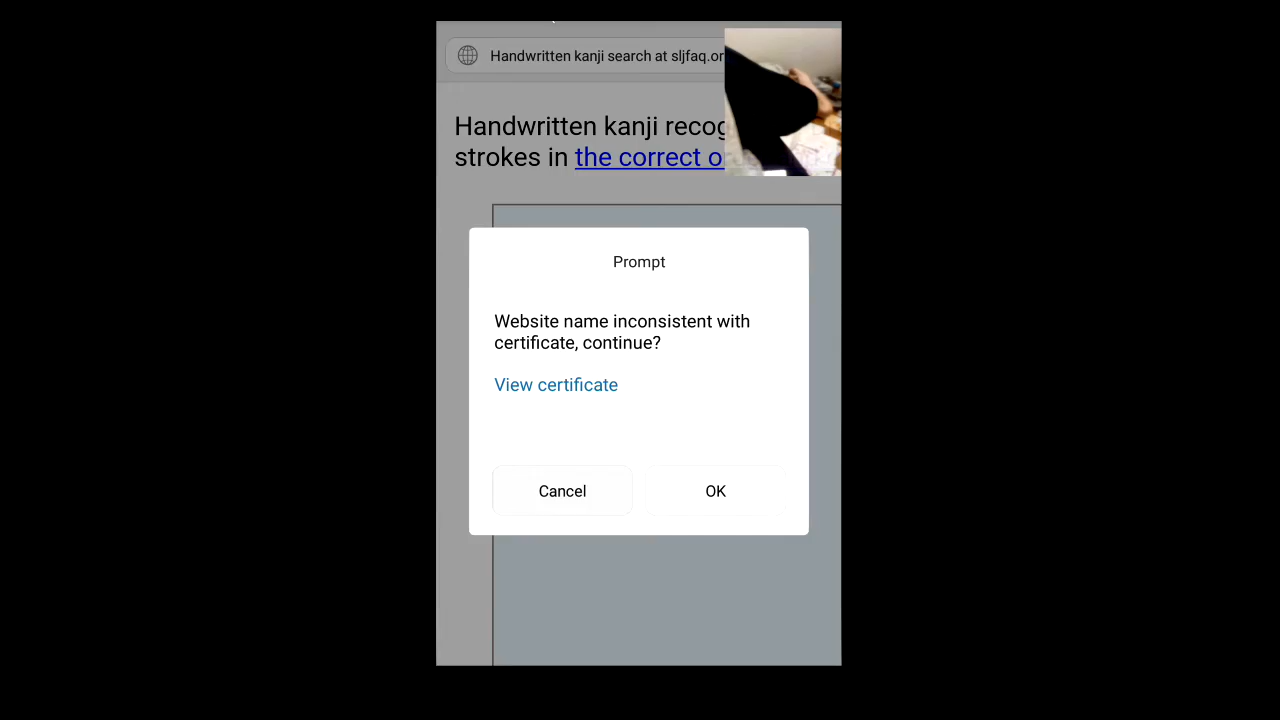 Handwritten kanji search at sljfaq.or
Handwritten kanji recog
strokes in the correct o
Prompt
Website name inconsistent with
certificate, continue?
View certificate
Cancel
OK